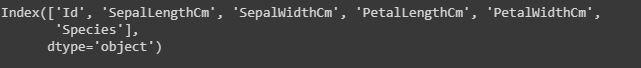 Index(['Id', 'SepalLengthCm', 'SepalWidthCm', 'PetalLengthCm', 'PetalWidthCm',
'Species'],
dtype='object')